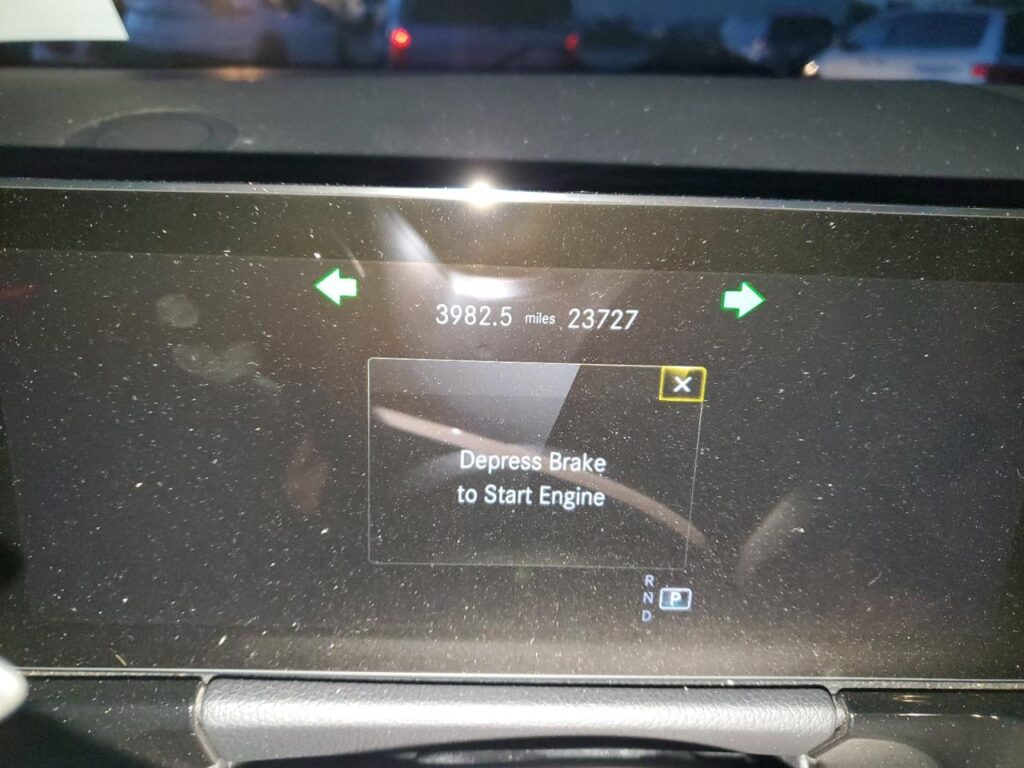 3982.5 miles 23727
X
Depress Brake
to Start Engine
R
N P
D